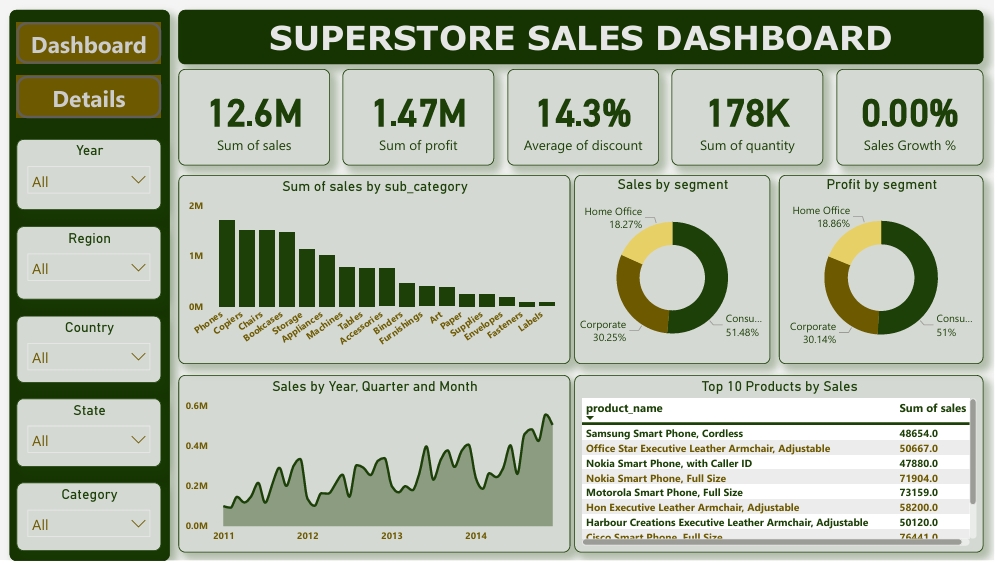 Dashboard
Details
Year
All
Region
All
Country
All
State
All
Category
All
SUPERSTORE SALES DASHBOARD
12.6M
Sum of sales
1.47M
Sum of profit
14.3%
Average of discount
178K
Sum of quantity
0.00%
Sales Growth %
Sum of sales by sub_category
2M
1M
0M
Phones
Copiers
Chairs
Bookcases
Storage
Appliances
Machines
Tables
Accessories
Binders
Furnishings
Art
Paper
Supplies
Envelopes
Fasteners
Labels
Sales by segment
Home Office
18.27%
Corporate
30.25%
Consu...
51.48%
Profit by segment
Home Office
18.86%
Corporate
30.14%
Consu...
51%
Sales by Year, Quarter and Month
0.6M
0.4M
0.2M
0.0M
2011 2012 2013 2014
Top 10 Products by Sales
product_name Sum of sales
Samsung Smart Phone, Cordless 48654.0
Office Star Executive Leather Armchair, Adjustable 50667.0
Nokia Smart Phone, with Caller ID 47880.0
Nokia Smart Phone, Full Size 71904.0
Motorola Smart Phone, Full Size 73159.0
Hon Executive Leather Armchair, Adjustable 58200.0
Harbour Creations Executive Leather Armchair, Adjustable 50120.0
Cisco Smart Phone, Full Size 76441.0